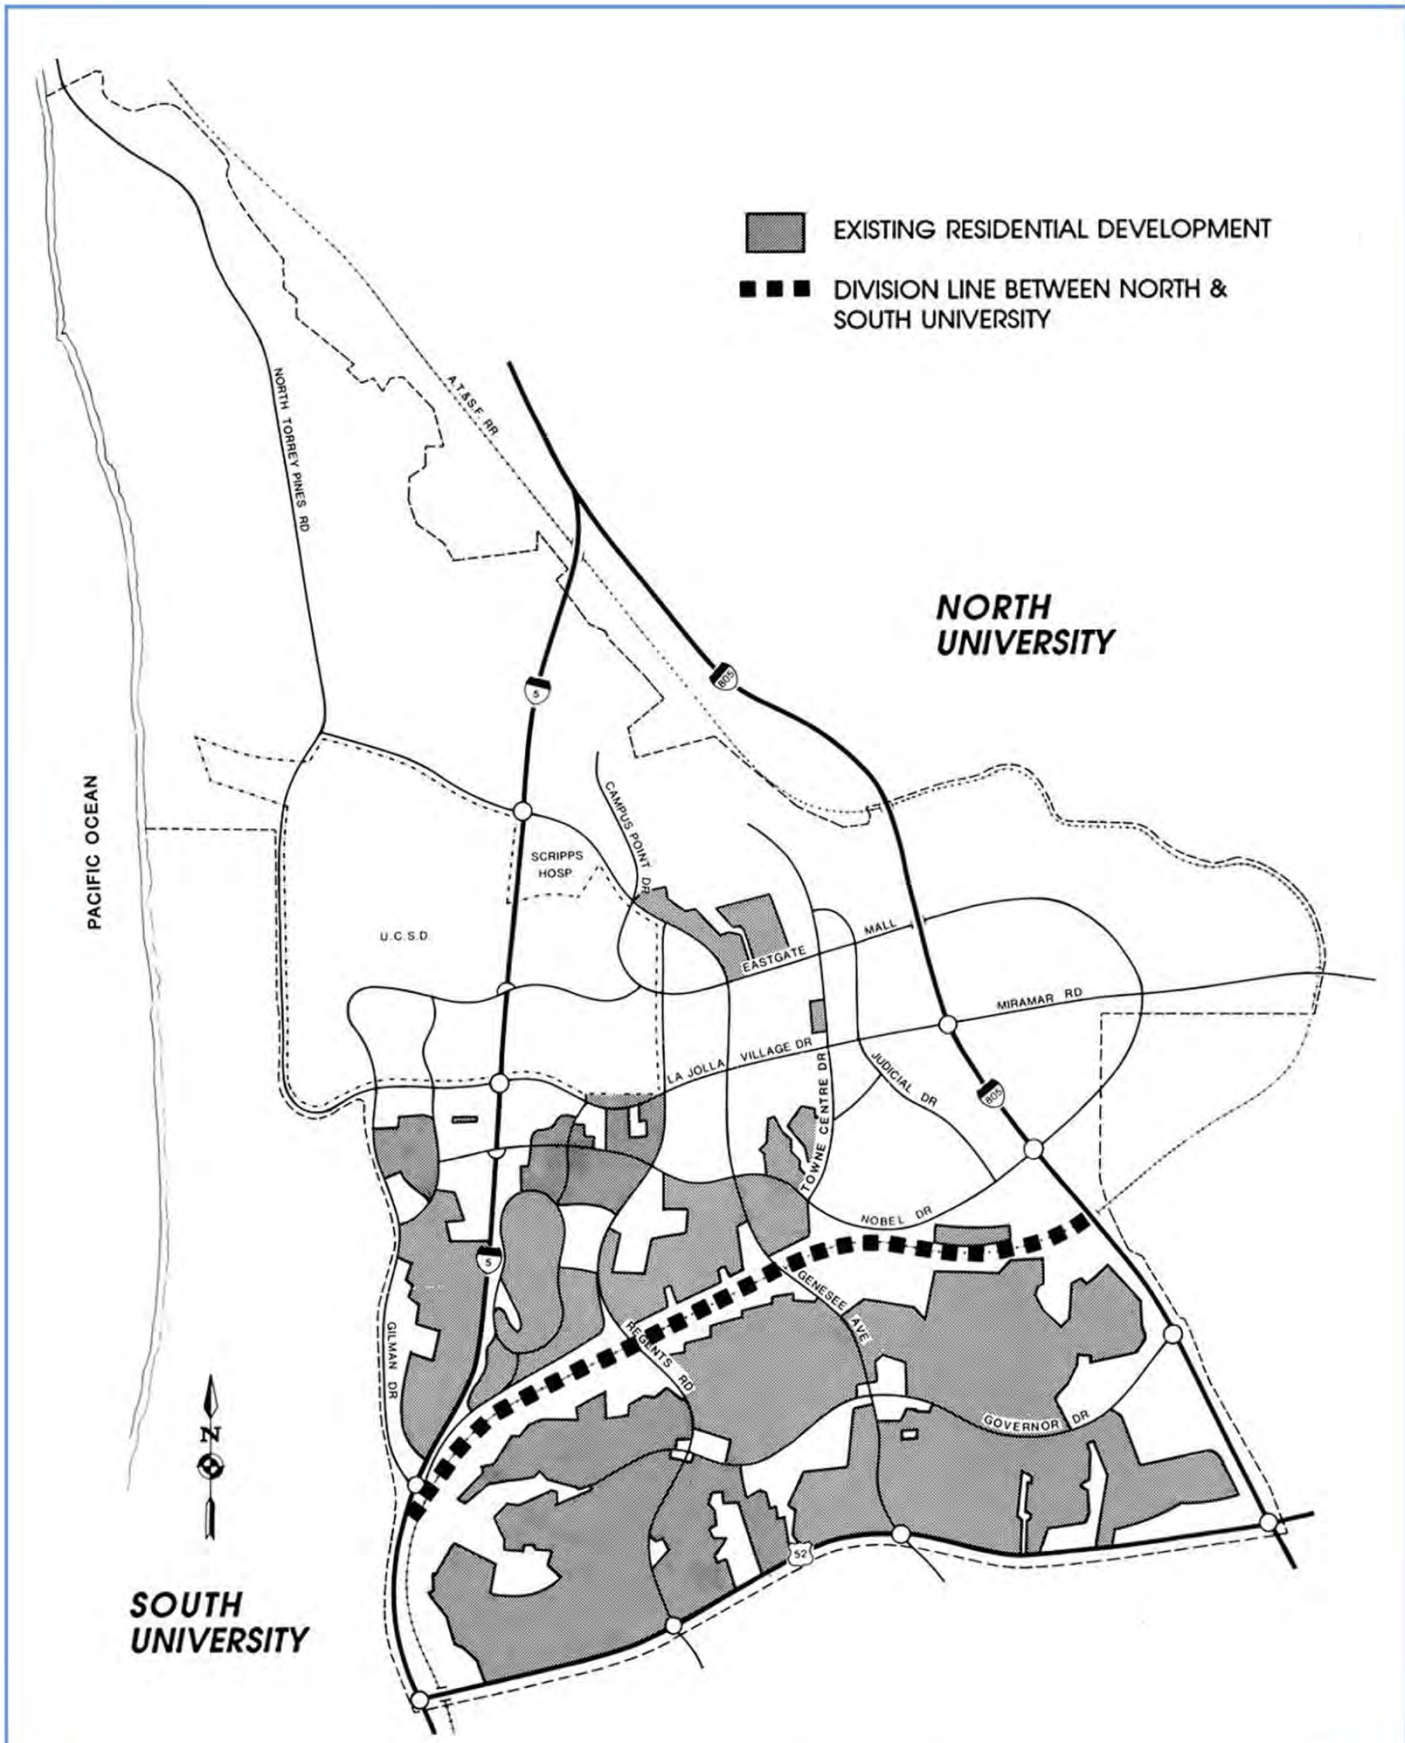 EXISTING RESIDENTIAL DEVELOPMENT
DIVISION LINE BETWEEN NORTH &
SOUTH UNIVERSITY
NORTH TORREY PINES RD
A.T.&S.F. RR
NORTH
UNIVERSITY
805
5
PACIFIC OCEAN
CAMPUS POINT DR
SCRIPPS
HOSP.
U.C.S.D.
EASTGATE MALL
MIRAMAR RD
LA JOLLA VILLAGE DR
JUDICIAL DR
TOWNE CENTRE DR
805
NOBEL DR
5
GENESEE AVE
REGENTS RD
GILMAN DR
GOVERNOR DR
N
52
SOUTH
UNIVERSITY